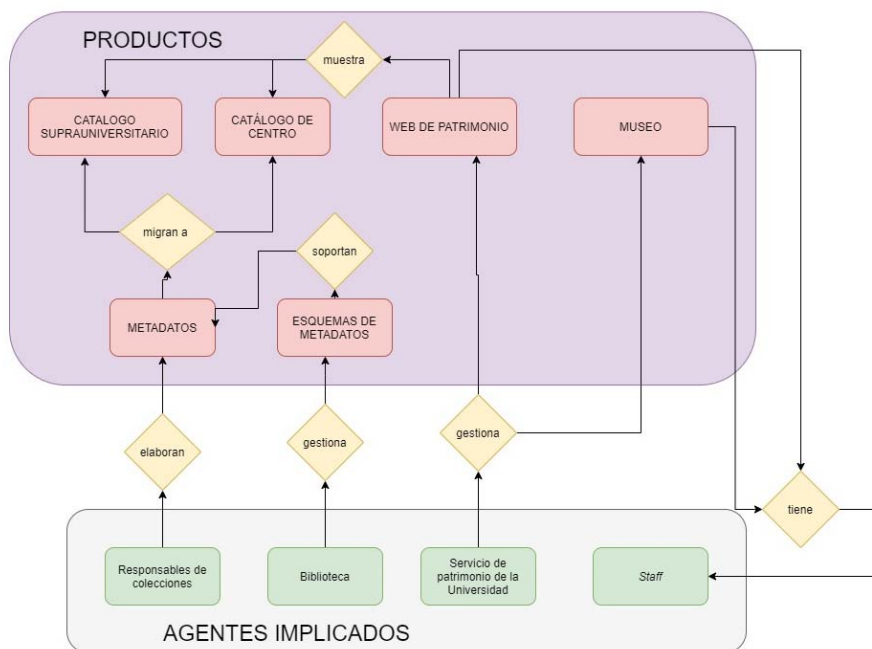 PRODUCTOS
muestra
CATALOGO
SUPRAUNIVERSITARIO
CATÁLOGO DE
CENTRO
WEB DE PATRIMONIO
MUSEO
migran a
soportan
METADATOS
ESQUEMAS DE
METADATOS
elaboran
gestiona
gestiona
tiene
Responsables de
colecciones
Biblioteca
Servicio de
patrimonio de la
Universidad
Staff
AGENTES IMPLICADOS